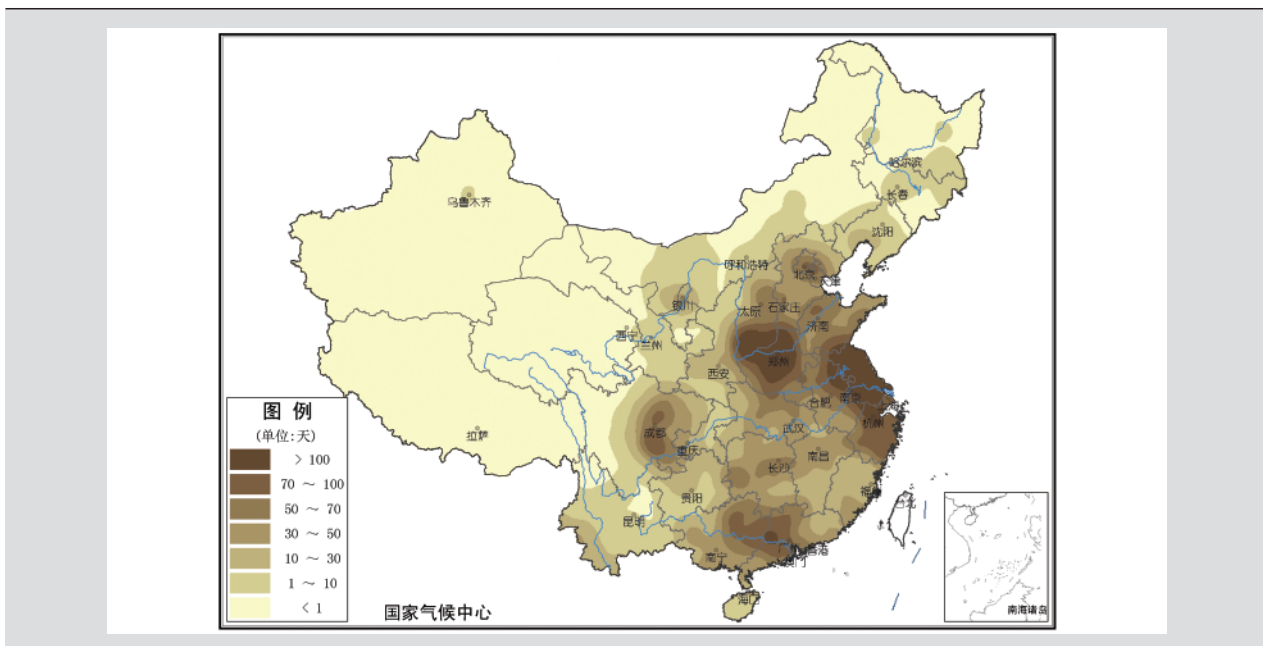 哈尔滨
长春
乌鲁木齐
沈阳
呼和浩特
北京
天津
银川
太原
石家庄
济南
西宁
兰州
郑州
西安
南京
合肥
杭州
成都
武汉
拉萨
重庆
南昌
长沙
贵阳
福州
台北
昆明
香港
南宁
澳门
海口
图 例
(单位:天)
> 100
70 ~ 100
50 ~ 70
30 ~ 50
10 ~ 30
1 ~ 10
< 1
国家气候中心
南海诸岛